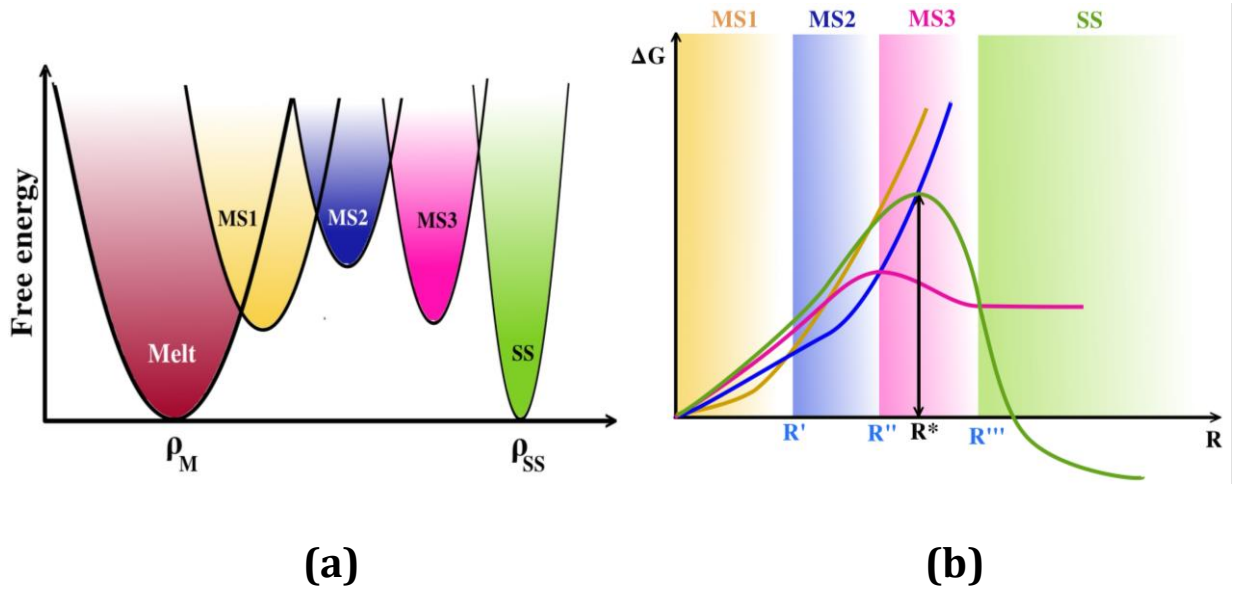 Free energy
Melt
MS1
MS2
MS3
SS
ρM
ρSS
(a)
MS1 MS2 MS3 SS
ΔG
R' R'' R* R''' R
(b)